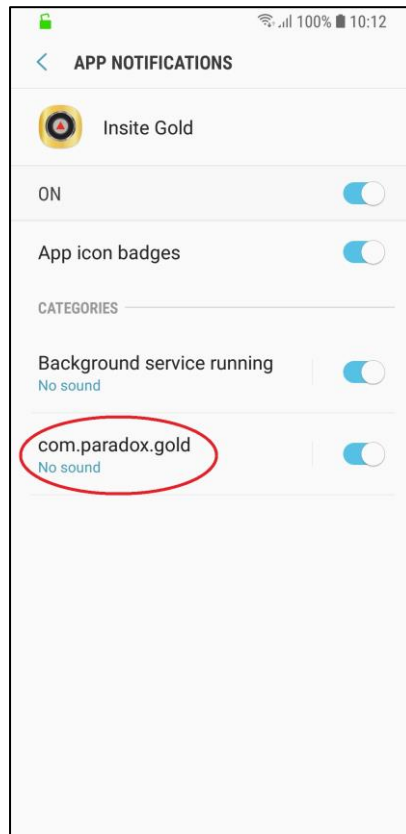 100% 10:12
APP NOTIFICATIONS
Insite Gold
ON
App icon badges
CATEGORIES
Background service running
No sound
com.paradox.gold
No sound